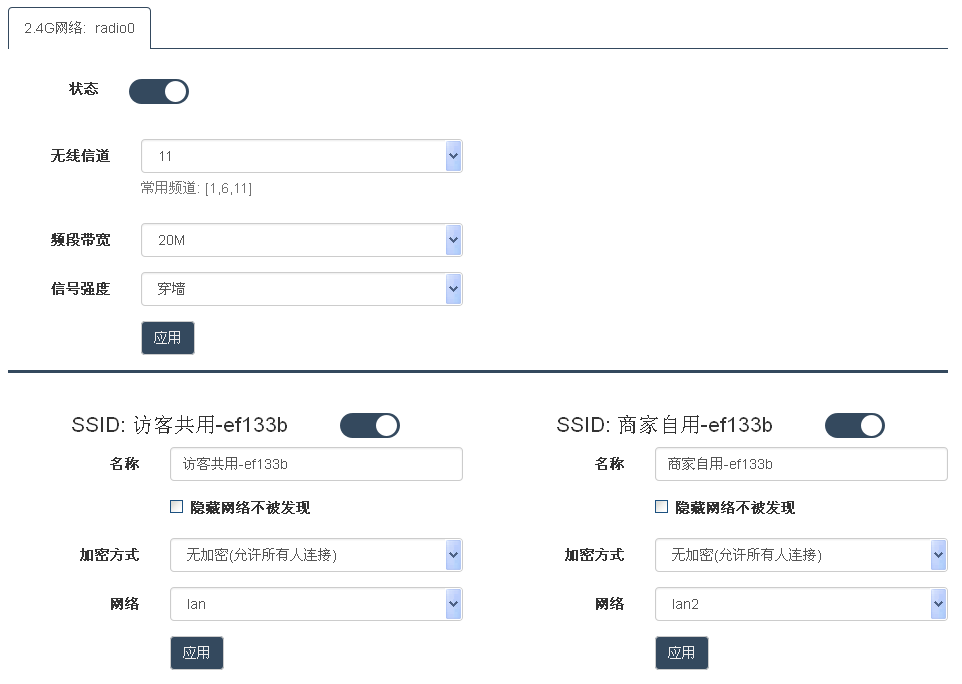 2.4G网络: radio0
状态
无线信道
11
常用频道: [1,6,11]
频段带宽
20M
信号强度
穿墙
应用
SSID: 访客共用-ef133b
名称
访客共用-ef133b
隐藏网络不被发现
加密方式
无加密(允许所有人连接)
网络
lan
应用
SSID: 商家自用-ef133b
名称
商家自用-ef133b
隐藏网络不被发现
加密方式
无加密(允许所有人连接)
网络
lan2
应用